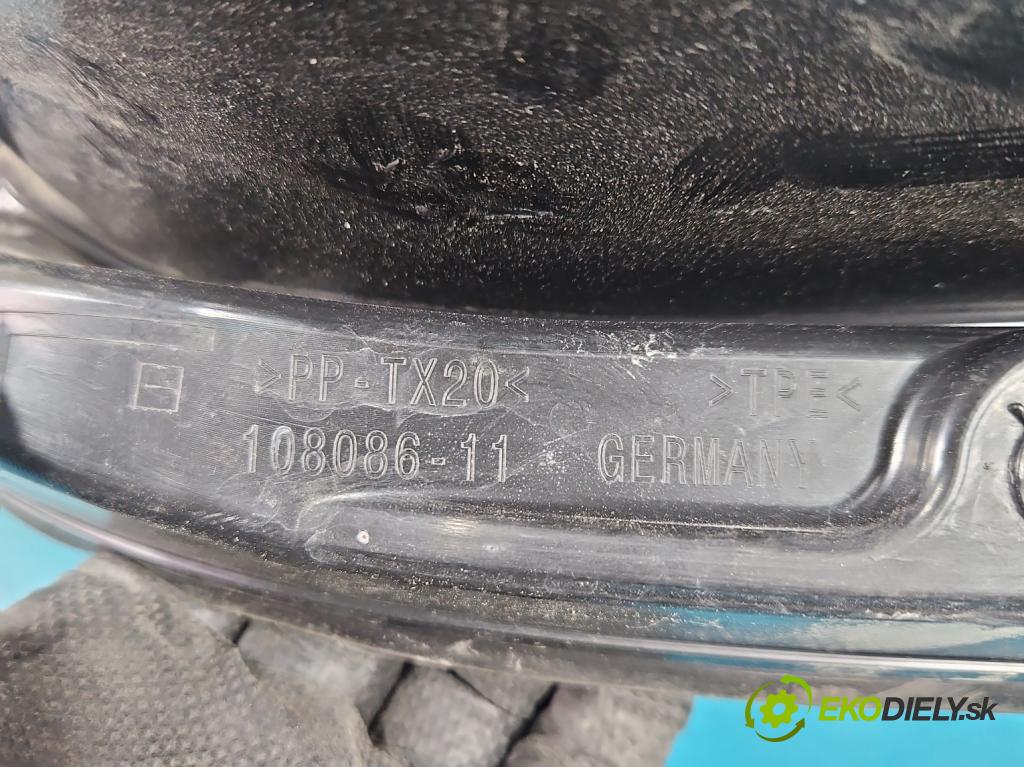 >PP-TX20< >TPE<
108086-11 GERMANY
EKODIELY.sk